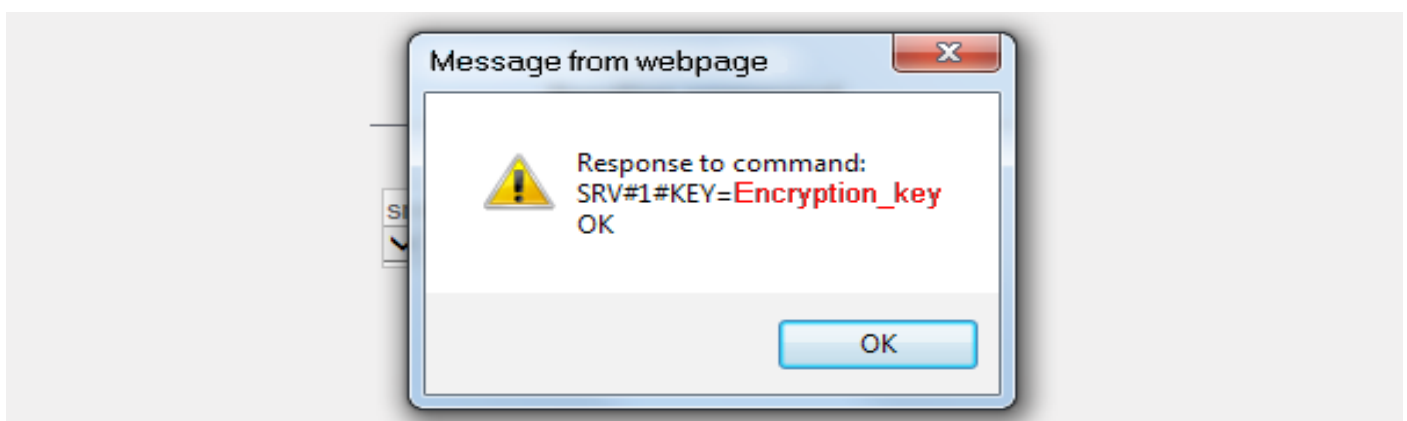 Message from webpage
Response to command:
SRV#1#KEY=Encryption_key
OK
OK